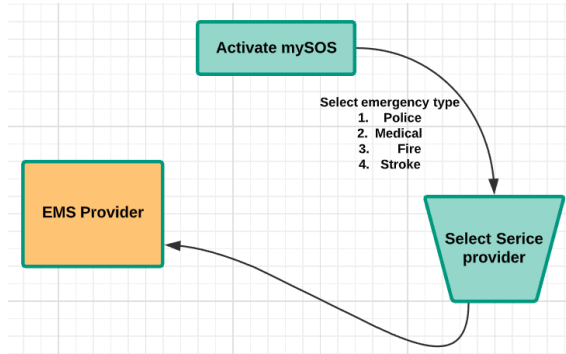 Activate mySOS
Select emergency type
1. Police
2. Medical
3. Fire
4. Stroke
EMS Provider
Select Serice
provider